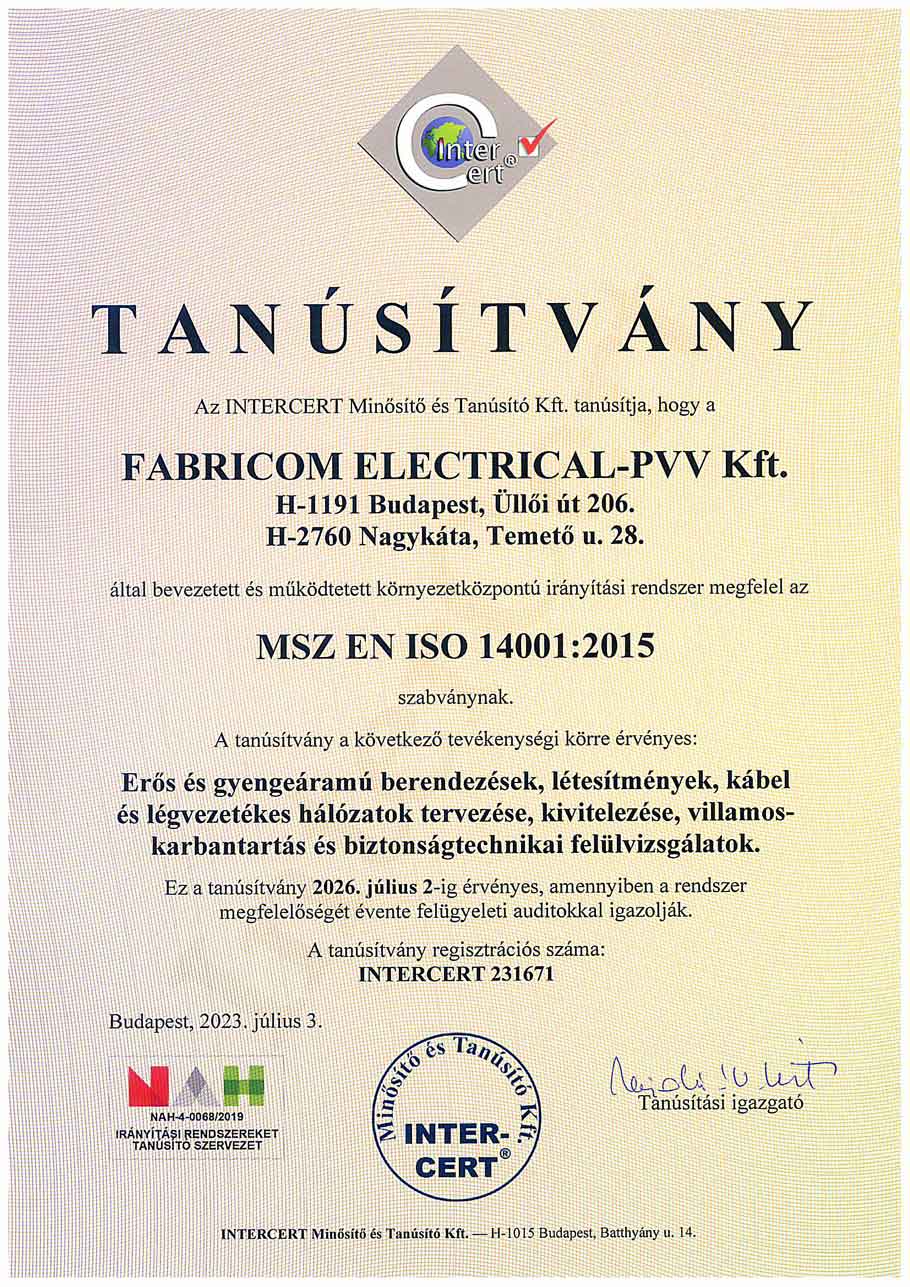 Inter
Cert®
TANÚSÍTVÁNY
Az INTERCERT Minősítő és Tanúsító Kft. tanúsítja, hogy a
FABRICOM ELECTRICAL-PVV Kft.
H-1191 Budapest, Üllői út 206.
H-2760 Nagykáta, Temető u. 28.
által bevezetett és működtetett környezetközpontú irányítási rendszer megfelel az
MSZ EN ISO 14001:2015
szabványnak.
A tanúsítvány a következő tevékenységi körre érvényes:
Erős és gyengeáramú berendezések, létesítmények, kábel
és légvezetékes hálózatok tervezése, kivitelezése, villamos-
karbantartás és biztonságtechnikai felülvizsgálatok.
Ez a tanúsítvány 2026. július 2-ig érvényes, amennyiben a rendszer
megfelelőségét évente felügyeleti auditokkal igazolják.
A tanúsítvány regisztrációs száma:
INTERCERT 231671
Budapest, 2023. július 3.
NAH
NAH-4-0068/2019
IRÁNYÍTÁSI RENDSZEREKET
TANÚSÍTÓ SZERVEZET
Minősítő és Tanúsító Kft.
INTER-
CERT®
Tanúsítási igazgató
INTERCERT Minősítő és Tanúsító Kft. — H-1015 Budapest, Batthyány u. 14.